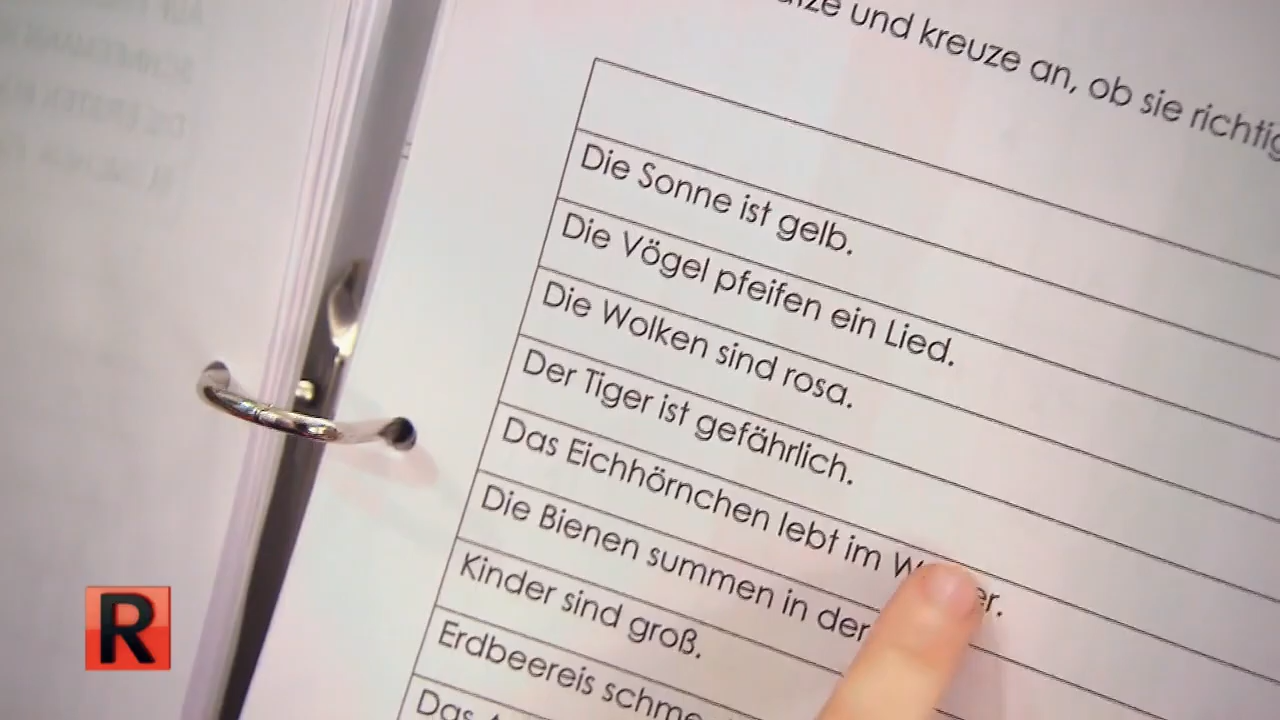 und kreuze an, ob sie richtig
Die Sonne ist gelb.
Die Vögel pfeifen ein Lied.
Die Wolken sind rosa.
Der Tiger ist gefährlich.
Das Eichhörnchen lebt im
Die Bienen summen in der
Kinder sind groß.
Erdbeereis
Das
R